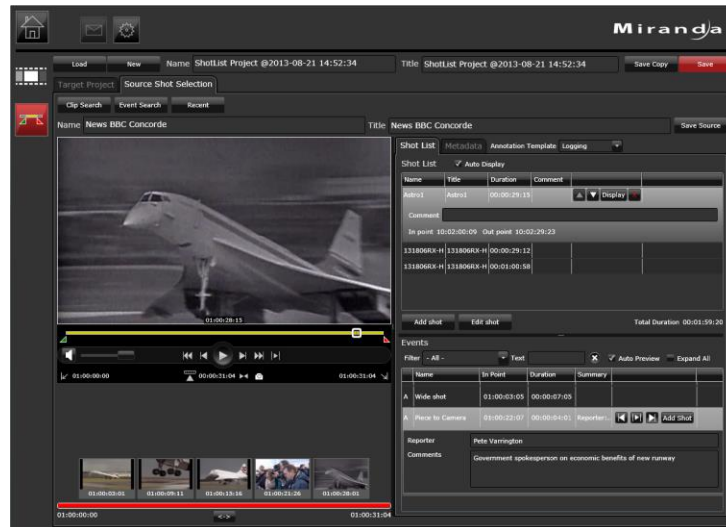 Miranda
Load New Name ShotList Project @2013-08-21 14:52:34 Title ShotList Project @2013-08-21 14:52:34 Save Copy Save
Target Project Source Shot Selection
Clip Search Event Search Recent
Name News BBC Concorde Title News BBC Concorde Save Source
Shot List Metadata Annotation Template Logging
Shot List Auto Display
Name Title Duration Comment
Astro1 Astro1 00:00:29:15 Display
Comment
In point 10:02:00:09 Out point 10:02:29:23
131806RX-H 131806RX-H 00:00:29:12
131806RX-H 131806RX-H 00:01:00:58
Add shot Edit shot Total Duration 00:01:59:20
01:00:28:15
01:00:00:00 00:00:31:04 01:00:31:04
Events
Filter - All - Text Auto Preview Expand All
Name In Point Duration Summary
A Wide shot 01:00:03:05 00:00:07:05
A Piece to Camera 01:00:22:07 00:00:04:01 Reporter:.. Add Shot
Reporter Pete Varrington
Comments Government spokesperson on economic benefits of new runway
01:00:03:01 01:00:09:11 01:00:13:16 01:00:21:26 01:00:28:01
01:00:00:00 <-> 01:00:31:04